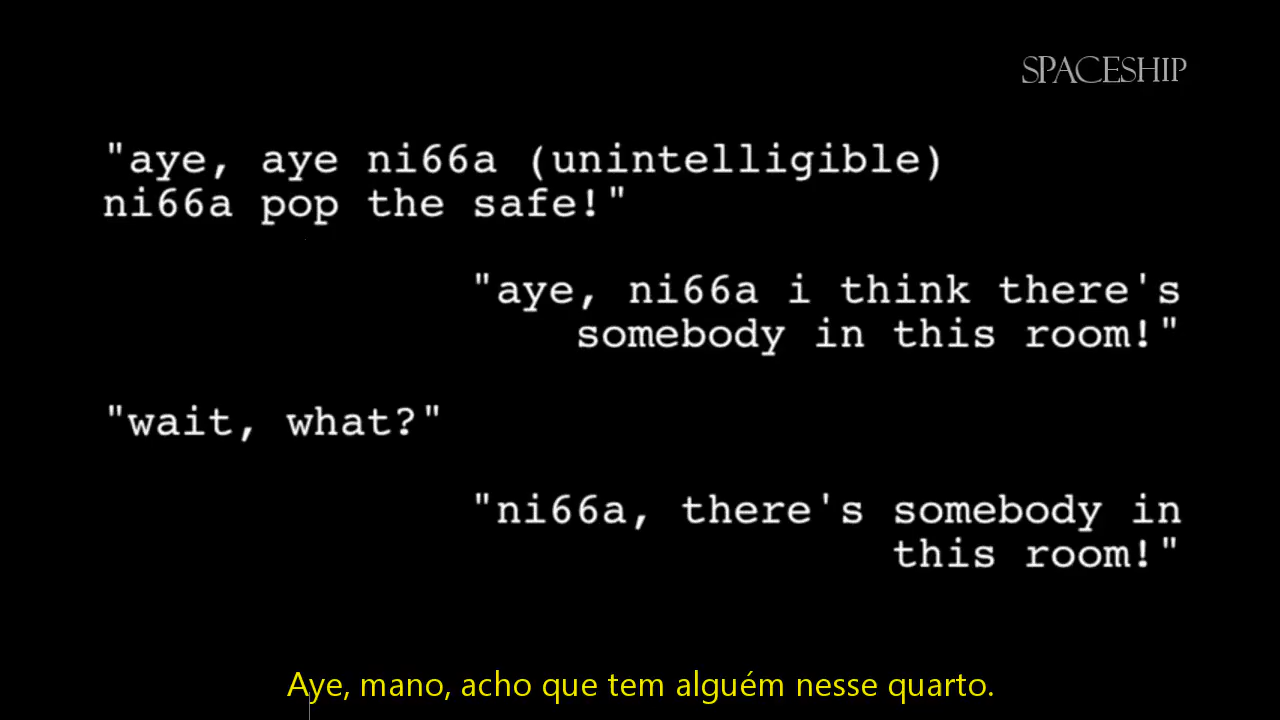 SPACESHIP
"aye, aye ni66a (unintelligible)
ni66a pop the safe!"
"aye, ni66a i think there's
somebody in this room!"
"wait, what?"
"ni66a, there's somebody in
this room!"
Aye, mano, acho que tem alguém nesse quarto.